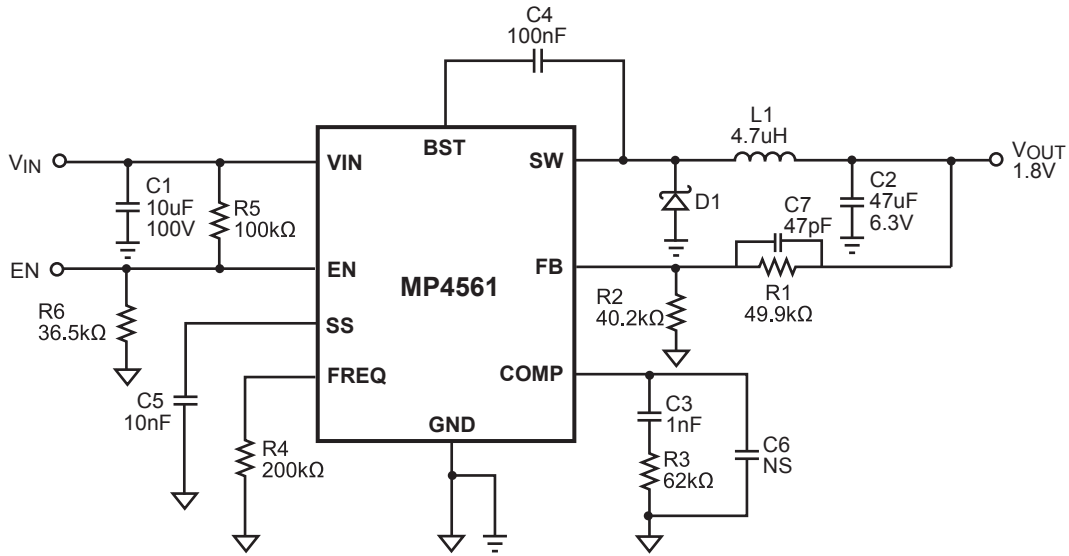 C4
100nF
L1
4.7uH
BST
VIN
VIN
SW
VOUT
1.8V
C1
10uF
100V
R5
100kΩ
D1
C2
47uF
6.3V
C7
47pF
EN
EN
MP4561
FB
R1
49.9kΩ
R6
36.5kΩ
R2
40.2kΩ
SS
FREQ
COMP
C5
10nF
GND
C3
1nF
R4
200kΩ
R3
62kΩ
C6
NS